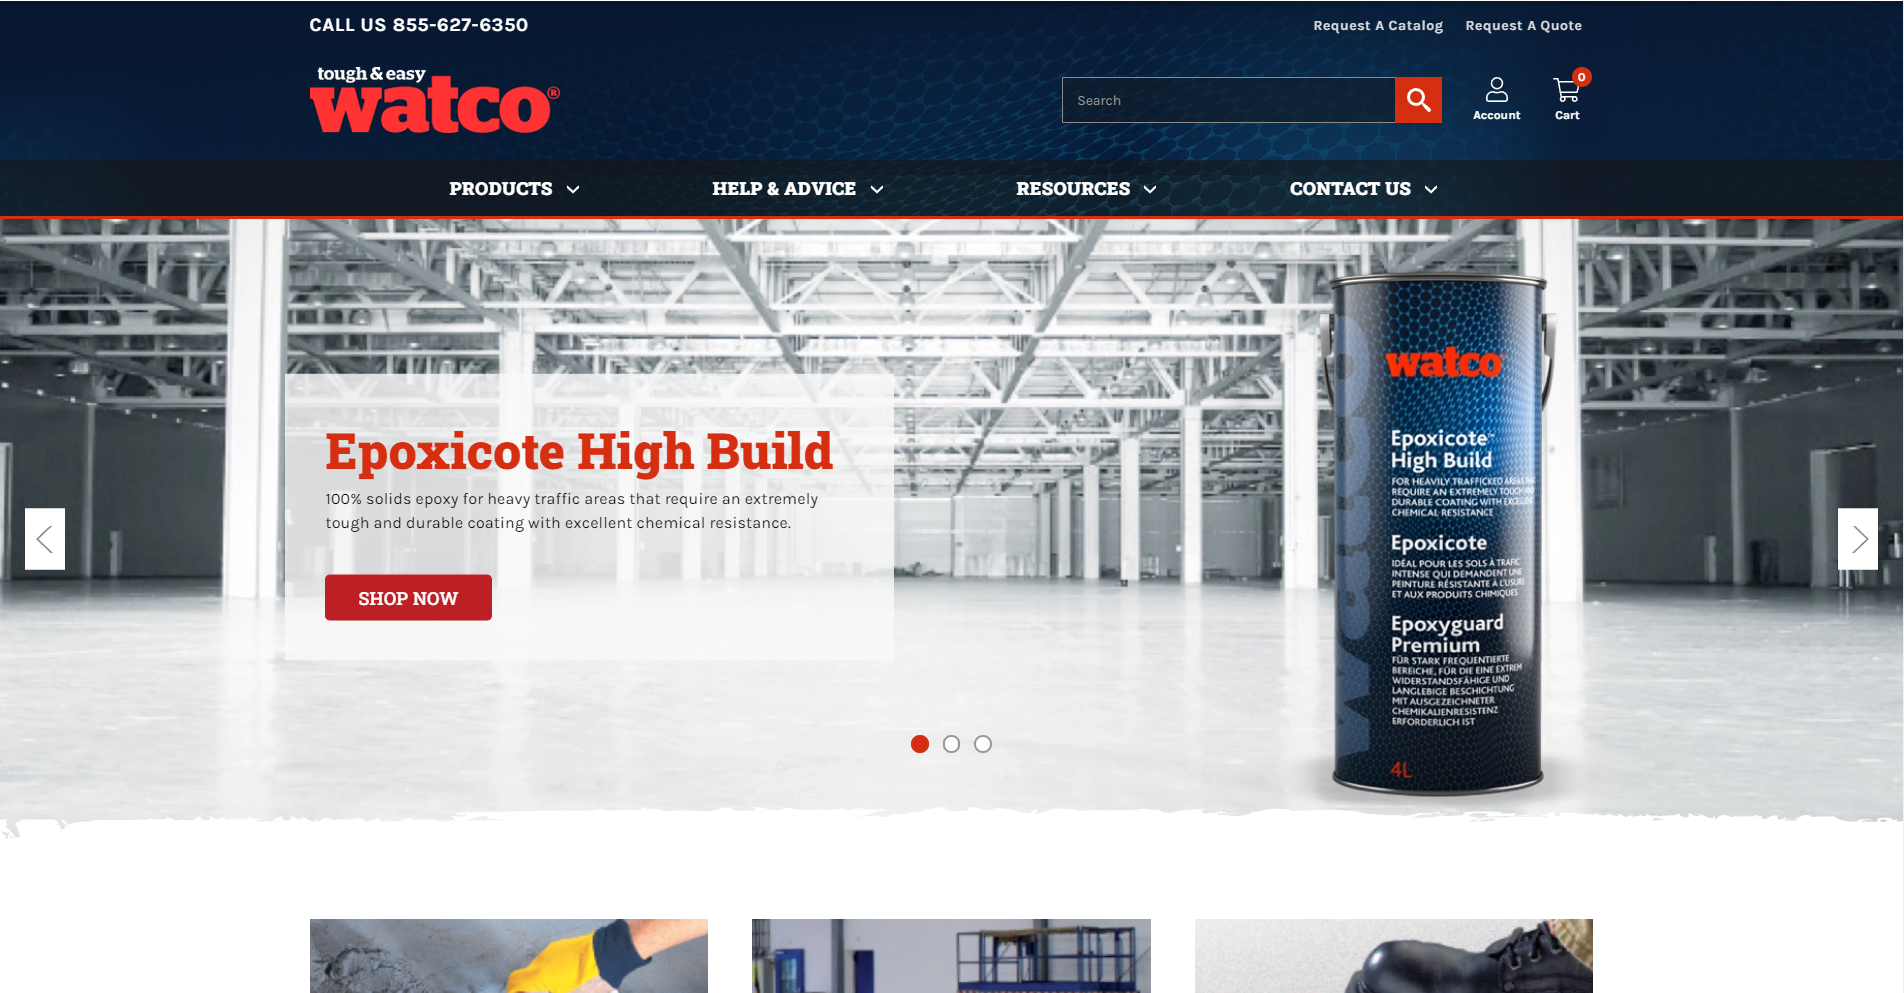 CALL US 855-627-6350
Request A Catalog
Request A Quote
tough & easy
watco®
Search
Account
0
Cart
PRODUCTS
HELP & ADVICE
RESOURCES
CONTACT US
Epoxicote High Build
100% solids epoxy for heavy traffic areas that require an extremely
tough and durable coating with excellent chemical resistance.
SHOP NOW
watco
Epoxicote™
High Build
FOR HEAVILY TRAFFICKED AREAS
REQUIRE AN EXTREMELY TOUGH AND
DURABLE COATING WITH EXCELLENT
CHEMICAL RESISTANCE
Epoxicote
IDÉAL POUR LES SOLS À TRAFIC
INTENSE QUI DEMANDENT UNE
PEINTURE RÉSISTANTE À L'USURE
ET AUX PRODUITS CHIMIQUES
Epoxyguard
Premium
FÜR STARK FREQUENTIERTE
BEREICHE, FÜR DIE EINE EXTREM
WIDERSTANDSFÄHIGE UND
LANGLEBIGE BESCHICHTUNG
MIT AUSGEZEICHNETER
CHEMIKALIENRESISTENZ
ERFORDERLICH IST
4L
watco